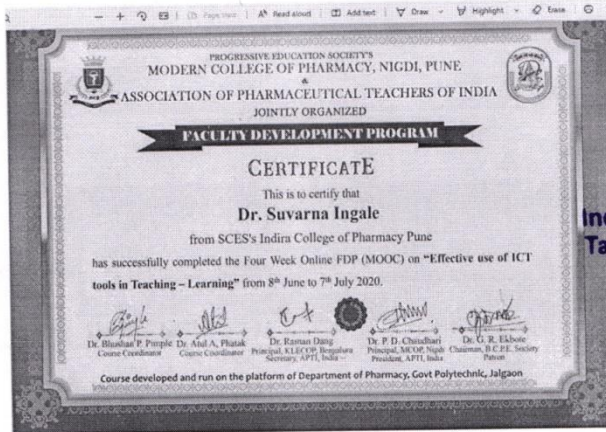 Page view | Read aloud | Add text | Draw Highlight Erase
PROGRESSIVE EDUCATION SOCIETY'S
MODERN COLLEGE OF PHARMACY, NIGDI, PUNE
&
ASSOCIATION OF PHARMACEUTICAL TEACHERS OF INDIA
JOINTLY ORGANIZED
FACULTY DEVELOPMENT PROGRAM
CERTIFICATE
This is to certify that
Dr. Suvarna Ingale
from SCES's Indira College of Pharmacy Pune
has successfully completed the Four Week Online FDP (MOOC) on "Effective use of ICT
tools in Teaching – Learning" from 8th June to 7th July 2020.
Dr. Bhushan P. Pimple
Course Coordinator
Dr. Atul A, Phatak
Course Coordinator
Dr. Raman Dang
Principal, KLECOP, Bengaluru
Secretary, APTI, India
Dr. P. D. Chaudhari
Principal, MCOP, Nigdi
President, APTI, India
Dr. G. R. Ekbote
Chairman, B.C.P.E. Society
Patron
Course developed and run on the platform of Department of Pharmacy, Govt Polytechnic, Jalgaon